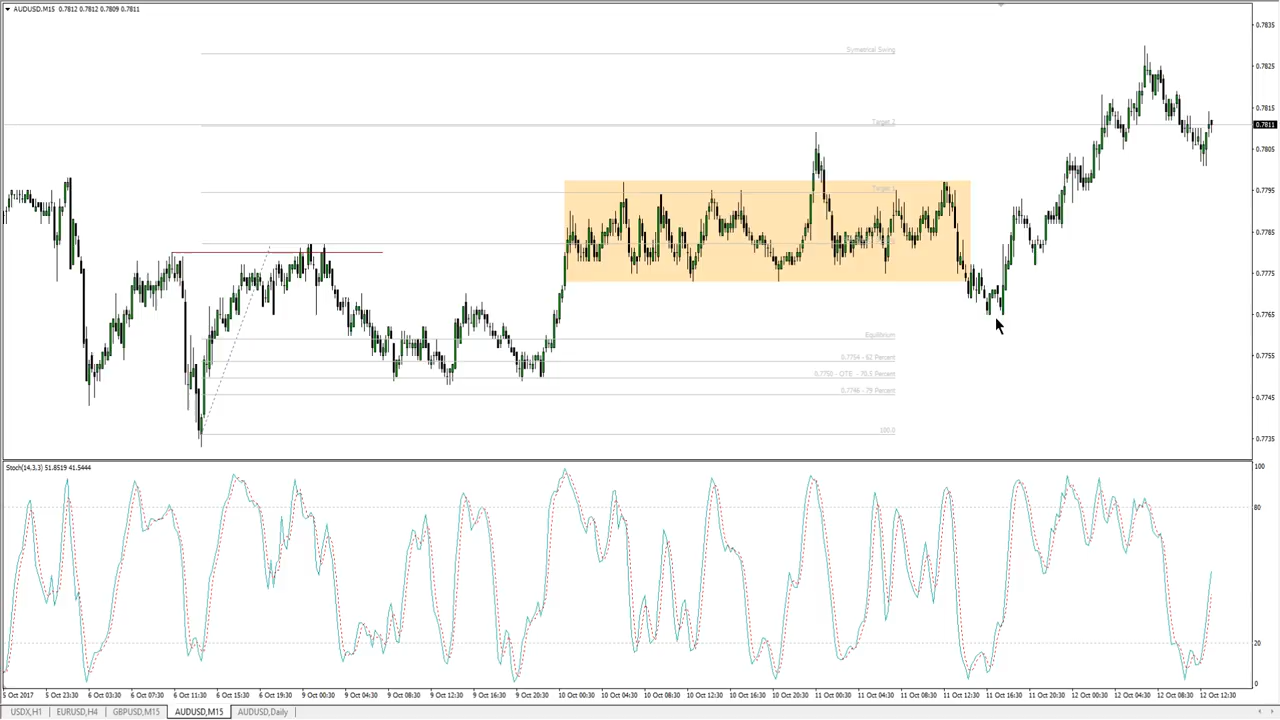 AUDUSD,M15 0.7812 0.7812 0.7809 0.7811
0.7835
Symetrical Swing
0.7825
0.7815
Target 2
0.7811
0.7805
Target 1
0.7795
0.7785
0.7775
0.7765
Equilibrium
0.7754 - 62 Percent
0.7755
0.7750 - OTE - 70.5 Percent
0.7746 - 79 Percent
0.7745
100.0
0.7735
Stoch(14,3,3) 51.8519 41.5444
100
80
20
0
5 Oct 2017 5 Oct 23:30 6 Oct 03:30 6 Oct 07:30 6 Oct 11:30 6 Oct 15:30 6 Oct 19:30 9 Oct 00:30 9 Oct 04:30 9 Oct 08:30 9 Oct 12:30 9 Oct 16:30 9 Oct 20:30 10 Oct 00:30 10 Oct 04:30 10 Oct 08:30 10 Oct 12:30 10 Oct 16:30 10 Oct 20:30 11 Oct 00:30 11 Oct 04:30 11 Oct 08:30 11 Oct 12:30 11 Oct 16:30 11 Oct 20:30 12 Oct 00:30 12 Oct 04:30 12 Oct 08:30 12 Oct 12:30
USDX,H1 EURUSD,H4 GBPUSD,M15 AUDUSD,M15 AUDUSD,Daily